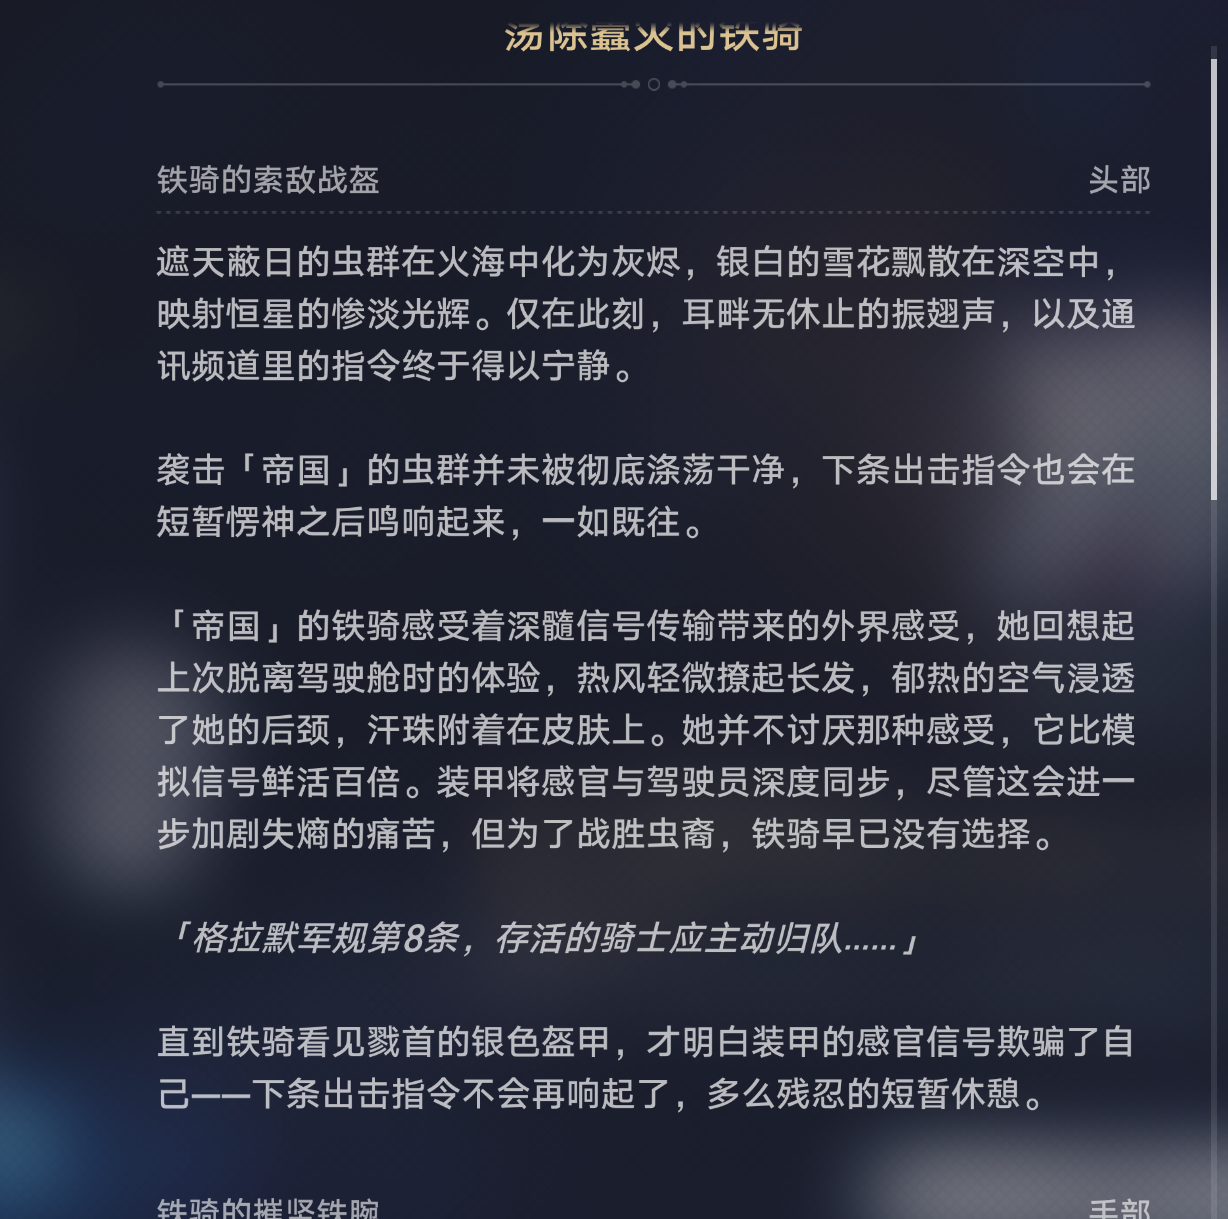 荡除蠹灾的铁骑
铁骑的索敌战盔
头部
遮天蔽日的虫群在火海中化为灰烬，银白的雪花飘散在深空中，
映射恒星的惨淡光辉。仅在此刻，耳畔无休止的振翅声，以及通
讯频道里的指令终于得以宁静。
袭击「帝国」的虫群并未被彻底涤荡干净，下条出击指令也会在
短暂愣神之后鸣响起来，一如既往。
「帝国」的铁骑感受着深髓信号传输带来的外界感受，她回想起
上次脱离驾驶舱时的体验，热风轻微撩起长发，郁热的空气浸透
了她的后颈，汗珠附着在皮肤上。她并不讨厌那种感受，它比模
拟信号鲜活百倍。装甲将感官与驾驶员深度同步，尽管这会进一
步加剧失熵的痛苦，但为了战胜虫裔，铁骑早已没有选择。
「格拉默军规第8条，存活的骑士应主动归队……」
直到铁骑看见戮首的银色盔甲，才明白装甲的感官信号欺骗了自
己——下条出击指令不会再响起了，多么残忍的短暂休憩。
铁骑的摧坚铁腕
手部